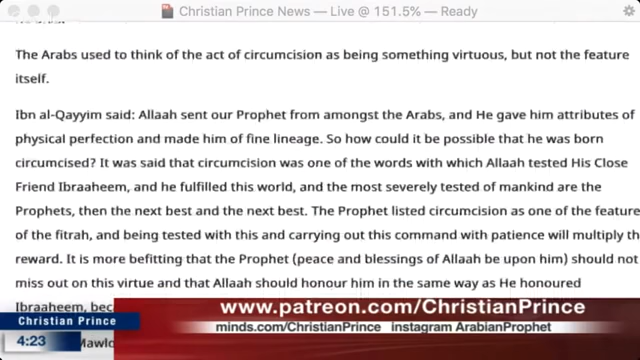 Christian Prince News — Live @ 151.5% — Ready
The Arabs used to think of the act of circumcision as being something virtuous, but not the feature
itself.
Ibn al-Qayyim said: Allaah sent our Prophet from amongst the Arabs, and He gave him attributes of
physical perfection and made him of fine lineage. So how could it be possible that he was born
circumcised? It was said that circumcision was one of the words with which Allaah tested His Close
Friend Ibraaheem, and he fulfilled this world, and the most severely tested of mankind are the
Prophets, then the next best and the next best. The Prophet listed circumcision as one of the feature
of the fitrah, and being tested with this and carrying out this command with patience will multiply th
reward. It is more befitting that the Prophet (peace and blessings of Allaah be upon him) should not
miss out on this virtue and that Allaah should honour him in the same way as He honoured
Ibraaheem, bec
www.patreon.com/ChristianPrince
Christian Prince
minds.com/ChristianPrince instagram ArabianProphet
4:23